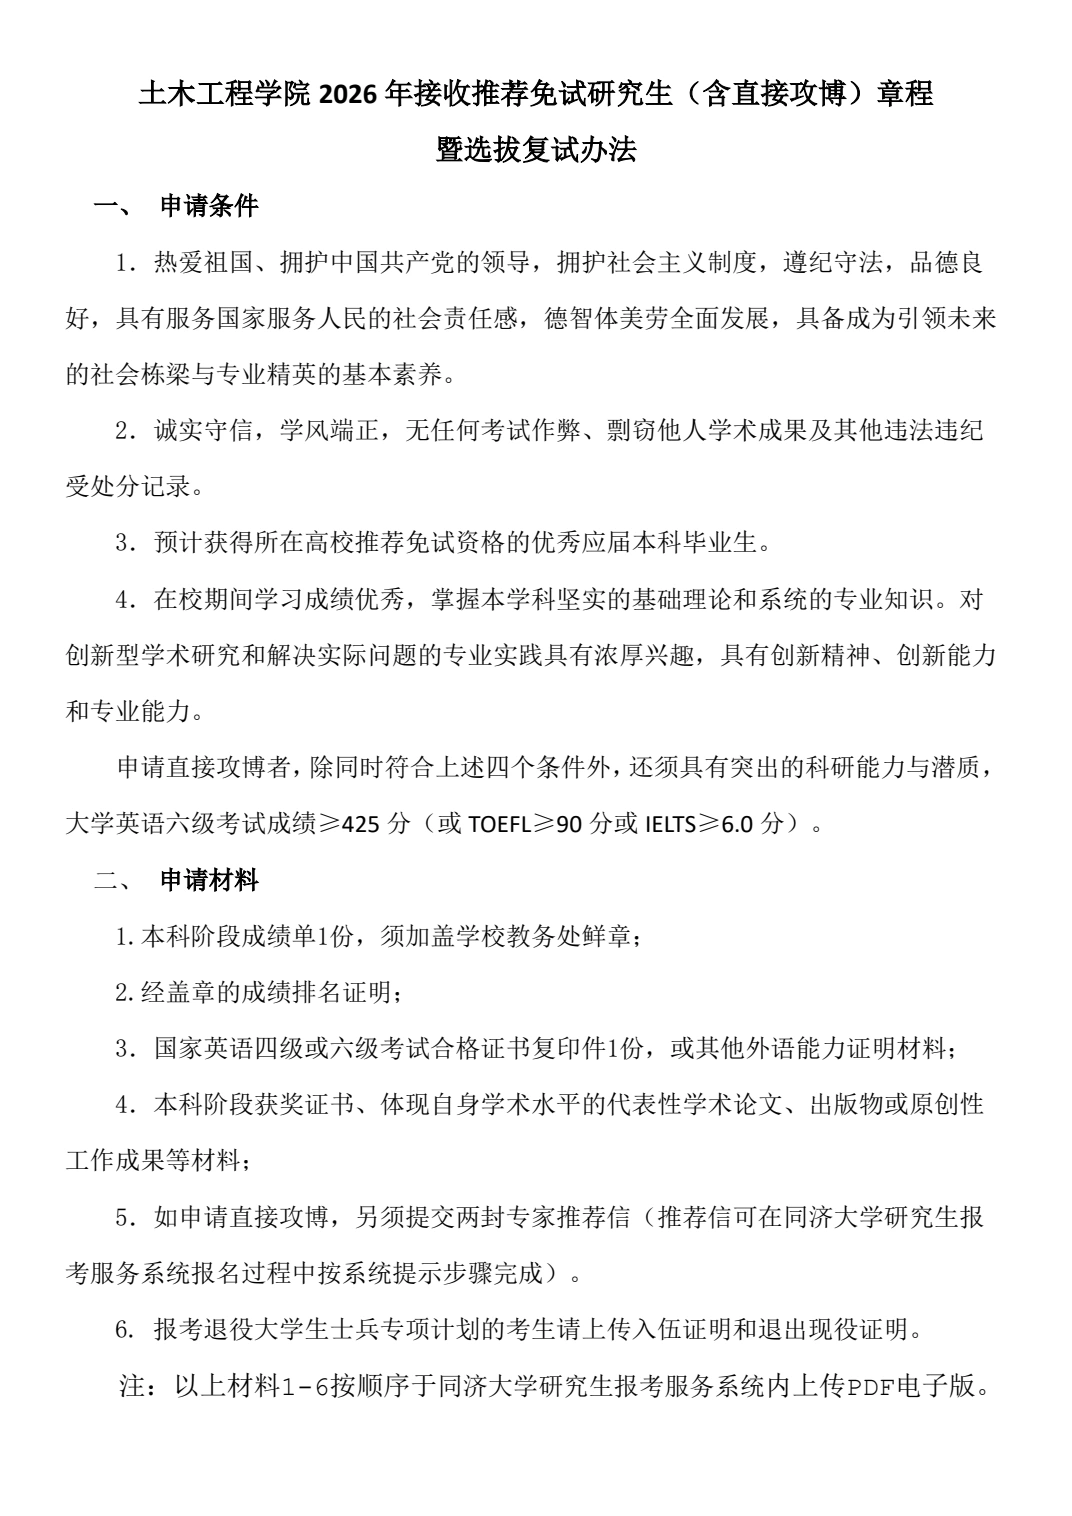 土木工程学院 2026 年接收推荐免试研究生（含直接攻博）章程
暨选拔复试办法
一、 申请条件
1．热爱祖国、拥护中国共产党的领导，拥护社会主义制度，遵纪守法，品德良
好，具有服务国家服务人民的社会责任感，德智体美劳全面发展，具备成为引领未来
的社会栋梁与专业精英的基本素养。
2．诚实守信，学风端正，无任何考试作弊、剽窃他人学术成果及其他违法违纪
受处分记录。
3．预计获得所在高校推荐免试资格的优秀应届本科毕业生。
4．在校期间学习成绩优秀，掌握本学科坚实的基础理论和系统的专业知识。对
创新型学术研究和解决实际问题的专业实践具有浓厚兴趣，具有创新精神、创新能力
和专业能力。
申请直接攻博者，除同时符合上述四个条件外，还须具有突出的科研能力与潜质，
大学英语六级考试成绩≥425 分（或 TOEFL≥90 分或 IELTS≥6.0 分）。
二、 申请材料
1.本科阶段成绩单1份，须加盖学校教务处鲜章；
2.经盖章的成绩排名证明；
3．国家英语四级或六级考试合格证书复印件1份，或其他外语能力证明材料；
4．本科阶段获奖证书、体现自身学术水平的代表性学术论文、出版物或原创性
工作成果等材料；
5．如申请直接攻博，另须提交两封专家推荐信（推荐信可在同济大学研究生报
考服务系统报名过程中按系统提示步骤完成）。
6. 报考退役大学生士兵专项计划的考生请上传入伍证明和退出现役证明。
注：以上材料1-6按顺序于同济大学研究生报考服务系统内上传PDF电子版。